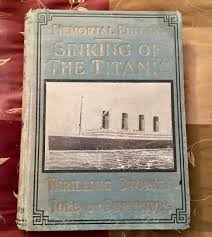 MEMORIAL EDITION
SINKING OF
THE TITANIC
THRILLING STORIES
TOLD BY SURVIVORS